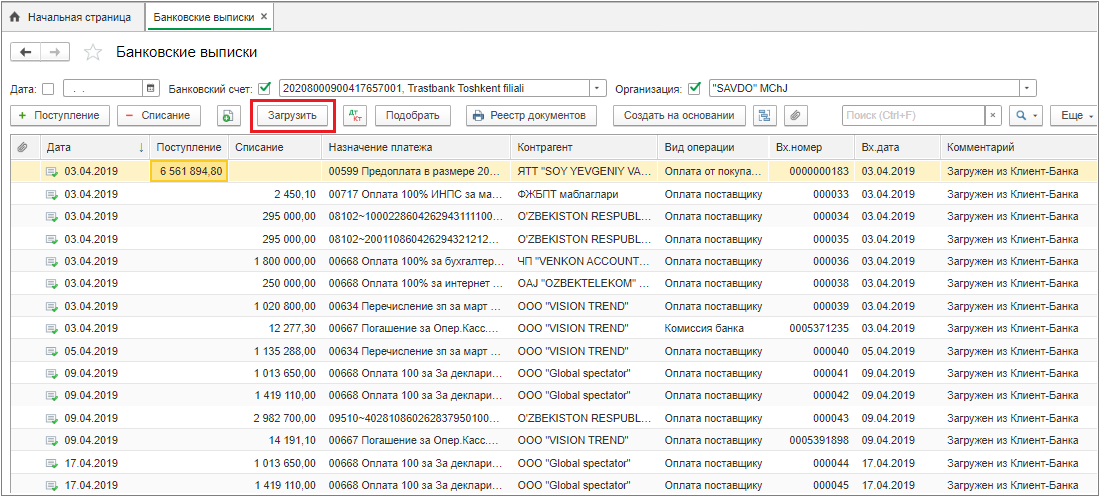 Начальная страница Банковские выписки ×
Банковские выписки
Дата: . . Банковский счет: 20208000900417657001, Trastbank Toshkent filiali Организация: "SAVDO" MChJ
+ Поступление − Списание Загрузить Дт Кт Подобрать Реестр документов Создать на основании Поиск (Ctrl+F) × Еще
Дата ↓ Поступление Списание Назначение платежа Контрагент Вид операции Вх.номер Вх.дата Комментарий
03.04.2019 6 561 894,80 00599 Предоплата в размере 20... ЯТТ "SOY YEVGENIY VA... Оплата от покупа... 0000000183 03.04.2019 Загружен из Клиент-Банка
03.04.2019 2 450,10 00717 Оплата 100% ИНПС за ма... ФЖБПТ маблаглари Оплата поставщику 000033 03.04.2019 Загружен из Клиент-Банка
03.04.2019 295 000,00 08102~1000228604262943111100... O'ZBEKISTON RESPUBL... Оплата поставщику 000034 03.04.2019 Загружен из Клиент-Банка
03.04.2019 295 000,00 08102~200110860426294321212... O'ZBEKISTON RESPUBL... Оплата поставщику 000035 03.04.2019 Загружен из Клиент-Банка
03.04.2019 1 800 000,00 00668 Оплата 100% за бухгалтер... ЧП "VENKON ACCOUNT... Оплата поставщику 000036 03.04.2019 Загружен из Клиент-Банка
03.04.2019 250 000,00 00668 Оплата 100% за интернет ... ОАJ "OZBEKTELEKOM" ... Оплата поставщику 000038 03.04.2019 Загружен из Клиент-Банка
03.04.2019 1 020 800,00 00634 Перечисление зп за март ... ООО "VISION TREND" Оплата поставщику 000039 03.04.2019 Загружен из Клиент-Банка
03.04.2019 12 277,30 00667 Погашение за Опер.Касс.... ООО "VISION TREND" Комиссия банка 0005371235 03.04.2019 Загружен из Клиент-Банка
05.04.2019 1 135 288,00 00634 Перечисление зп за март ... ООО "VISION TREND" Оплата поставщику 000040 05.04.2019 Загружен из Клиент-Банка
09.04.2019 1 013 650,00 00668 Оплата 100 за За деклари... ООО "Global spectator" Оплата поставщику 000041 09.04.2019 Загружен из Клиент-Банка
09.04.2019 1 419 110,00 00668 Оплата 100 за За деклари... ООО "Global spectator" Оплата поставщику 000042 09.04.2019 Загружен из Клиент-Банка
09.04.2019 2 982 700,00 09510~402810860262837950100... O'ZBEKISTON RESPUBL... Оплата поставщику 000043 09.04.2019 Загружен из Клиент-Банка
09.04.2019 14 191,10 00667 Погашение за Опер.Касс.... ООО "VISION TREND" Оплата поставщику 0005391898 09.04.2019 Загружен из Клиент-Банка
17.04.2019 1 013 650,00 00668 Оплата 100 за За деклари... ООО "Global spectator" Оплата поставщику 000044 17.04.2019 Загружен из Клиент-Банка
17.04.2019 1 419 110,00 00668 Оплата 100 за За деклари... ООО "Global spectator" Оплата поставщику 000045 17.04.2019 Загружен из Клиент-Банка